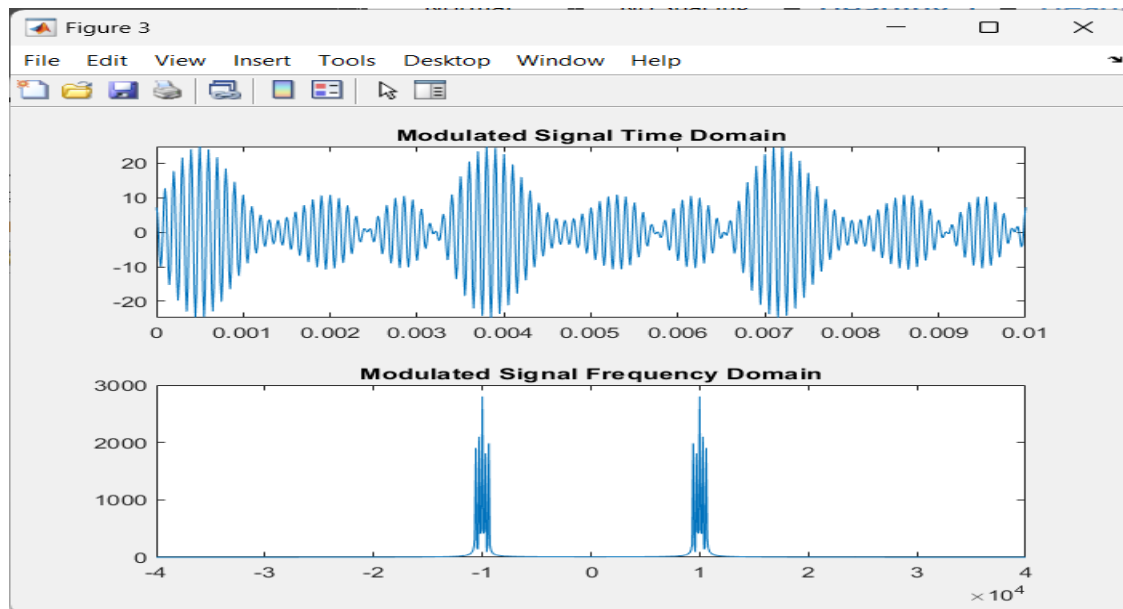 Figure 3
File Edit View Insert Tools Desktop Window Help
Modulated Signal Time Domain
20
10
0
-10
-20
0 0.001 0.002 0.003 0.004 0.005 0.006 0.007 0.008 0.009 0.01
Modulated Signal Frequency Domain
3000
2000
1000
0
-4 -3 -2 -1 0 1 2 3 4
×10⁴